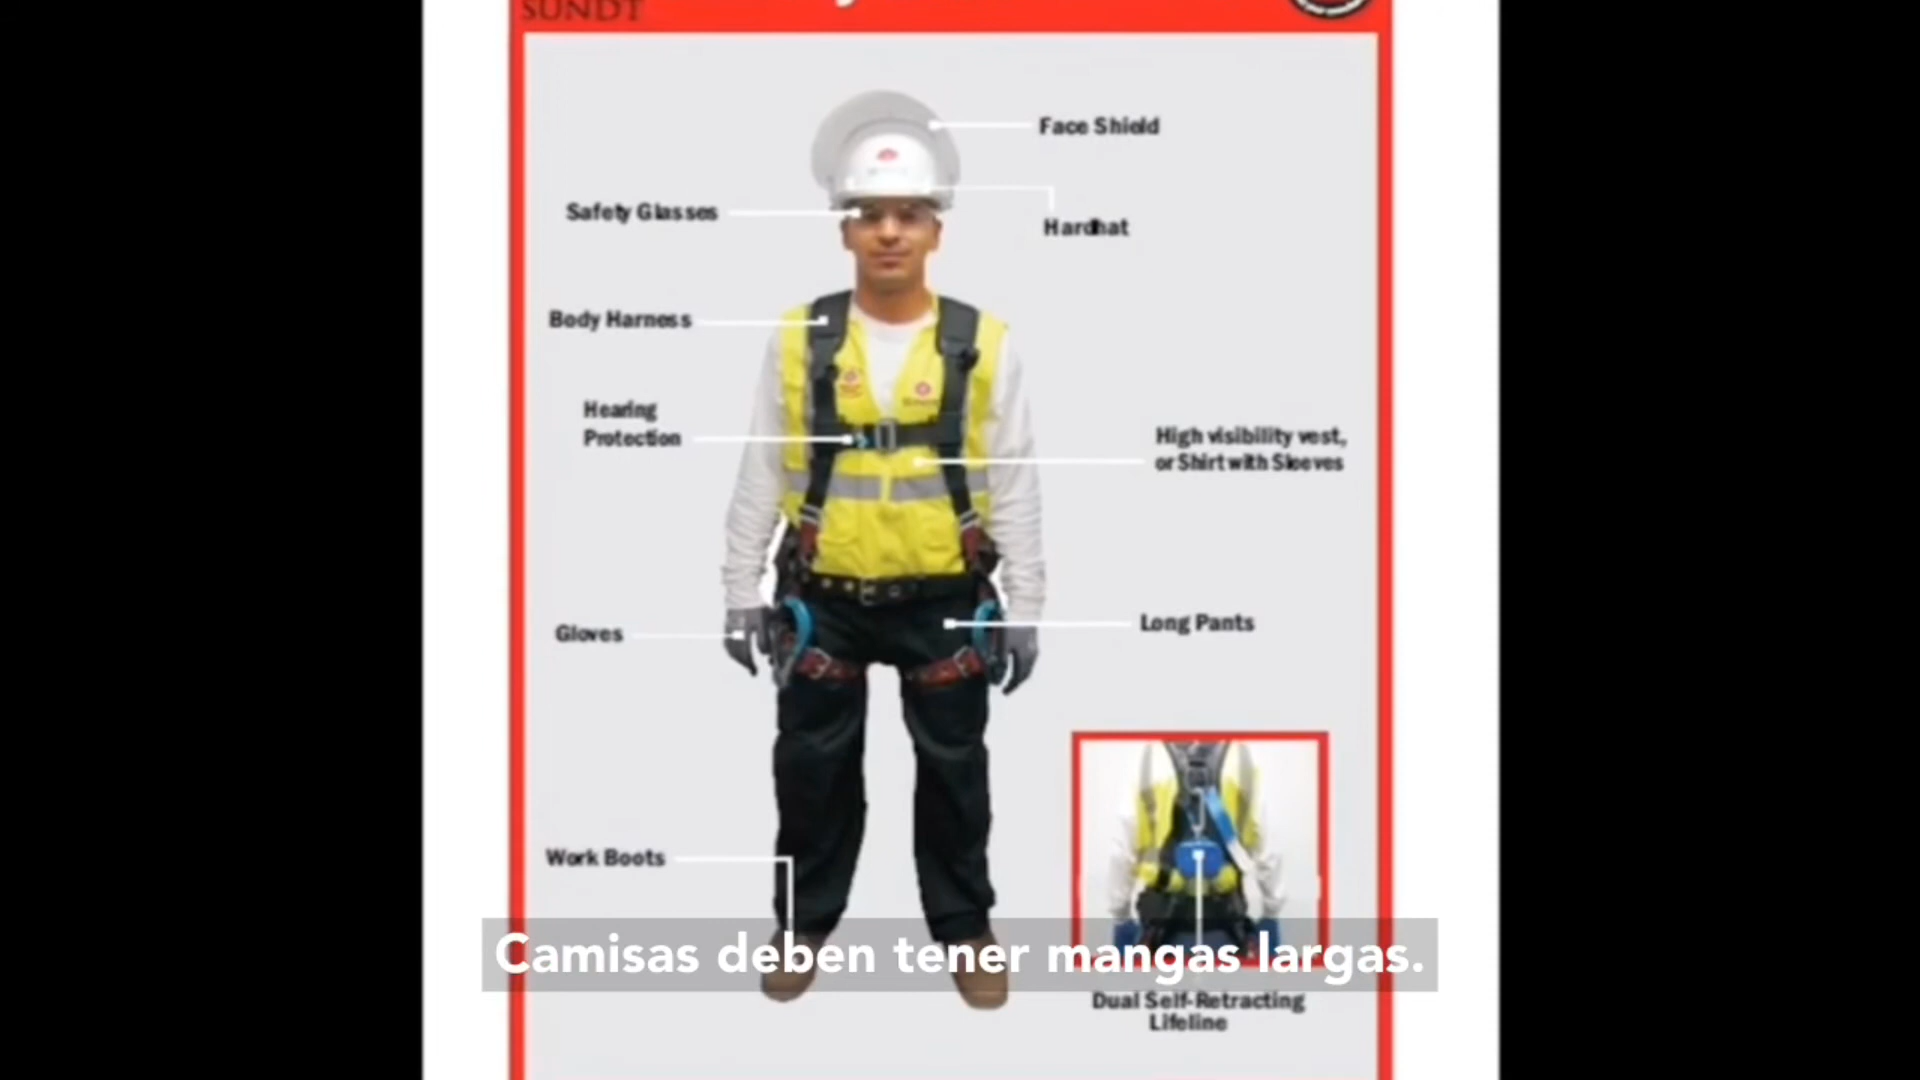 SUNDT
Face Shield
Safety Glasses
Hardhat
Body Harness
Hearing
Protection
High visibility vest,
or Shirt with Sleeves
Gloves
Long Pants
Work Boots
Camisas deben tener mangas largas.
Dual Self-Retracting
Lifeline